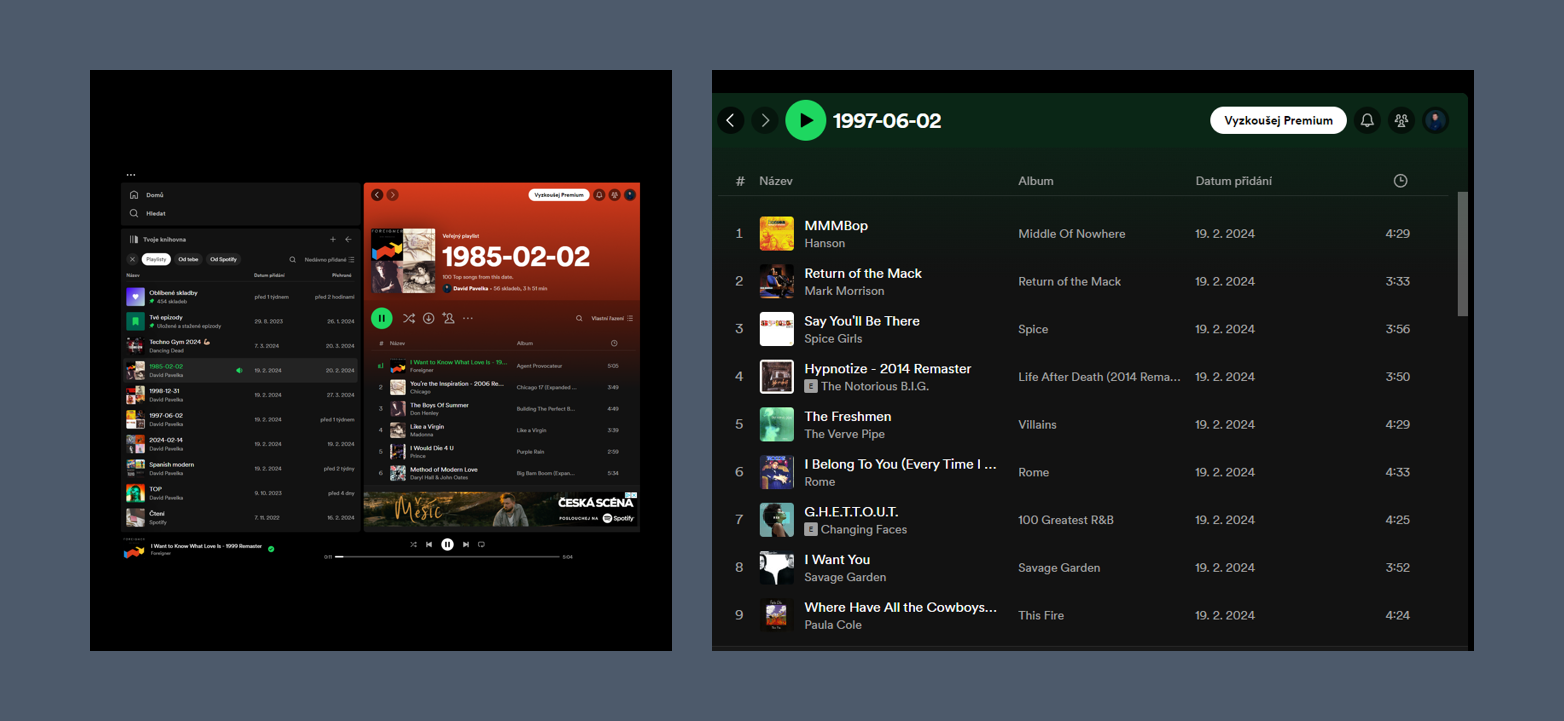 ...
Domů
Hledat
Tvoje knihovna
Playlisty Od tebe Od Spotify
Nedávno přidané
Název Datum přidání Přehrané
Oblíbené skladby
454 skladeb
před 1 týdnem před 2 hodinami
Tvé epizody
Uložené a stažené epizody
29. 8. 2023 26. 1. 2024
Techno Gym 2024
Dancing Dead
7. 3. 2024 20. 3. 2024
1985-02-02
David Pavelka
19. 2. 2024 20. 2. 2024
1998-12-31
David Pavelka
19. 2. 2024 27. 3. 2024
1997-06-02
David Pavelka
19. 2. 2024 před 1 týdnem
2024-02-14
David Pavelka
19. 2. 2024 19. 2. 2024
Spanish modern
David Pavelka
19. 2. 2024 před 2 týdny
TOP
David Pavelka
9. 10. 2023 před 4 dny
Čtení
Spotify
7. 11. 2022 16. 2. 2024
Vyzkoušej Premium
FOREIGNER
Veřejný playlist
1985-02-02
100 Top songs from this date.
David Pavelka • 56 skladeb, 3 h 51 min
Vlastní řazení
# Název Album
I Want to Know What Love Is - 19...
Foreigner
Agent Provocateur 5:05
2 You're the Inspiration - 2006 Re...
Chicago
Chicago 17 (Expanded ... 3:49
3 The Boys Of Summer
Don Henley
Building The Perfect B... 4:49
4 Like a Virgin
Madonna
Like a Virgin 3:39
5 I Would Die 4 U
Prince
Purple Rain 2:59
6 Method of Modern Love
Daryl Hall & John Oates
Big Bam Boom (Expan... 5:34
Měsíc
ČESKÁ SCÉNA
POSLOUCHEJ NA Spotify
I Want to Know What Love Is - 1999 Remaster
Foreigner
0:11 5:04
1997-06-02
Vyzkoušej Premium
# Název Album Datum přidání
1 MMMBop
Hanson
Middle Of Nowhere 19. 2. 2024 4:29
2 Return of the Mack
Mark Morrison
Return of the Mack 19. 2. 2024 3:33
3 Say You'll Be There
Spice Girls
Spice 19. 2. 2024 3:56
4 Hypnotize - 2014 Remaster
E The Notorious B.I.G.
Life After Death (2014 Rema... 19. 2. 2024 3:50
5 The Freshmen
The Verve Pipe
Villains 19. 2. 2024 4:29
6 I Belong To You (Every Time I ...
Rome
Rome 19. 2. 2024 4:33
7 G.H.E.T.T.O.U.T.
E Changing Faces
100 Greatest R&B 19. 2. 2024 4:25
8 I Want You
Savage Garden
Savage Garden 19. 2. 2024 3:52
9 Where Have All the Cowboys...
Paula Cole
This Fire 19. 2. 2024 4:24